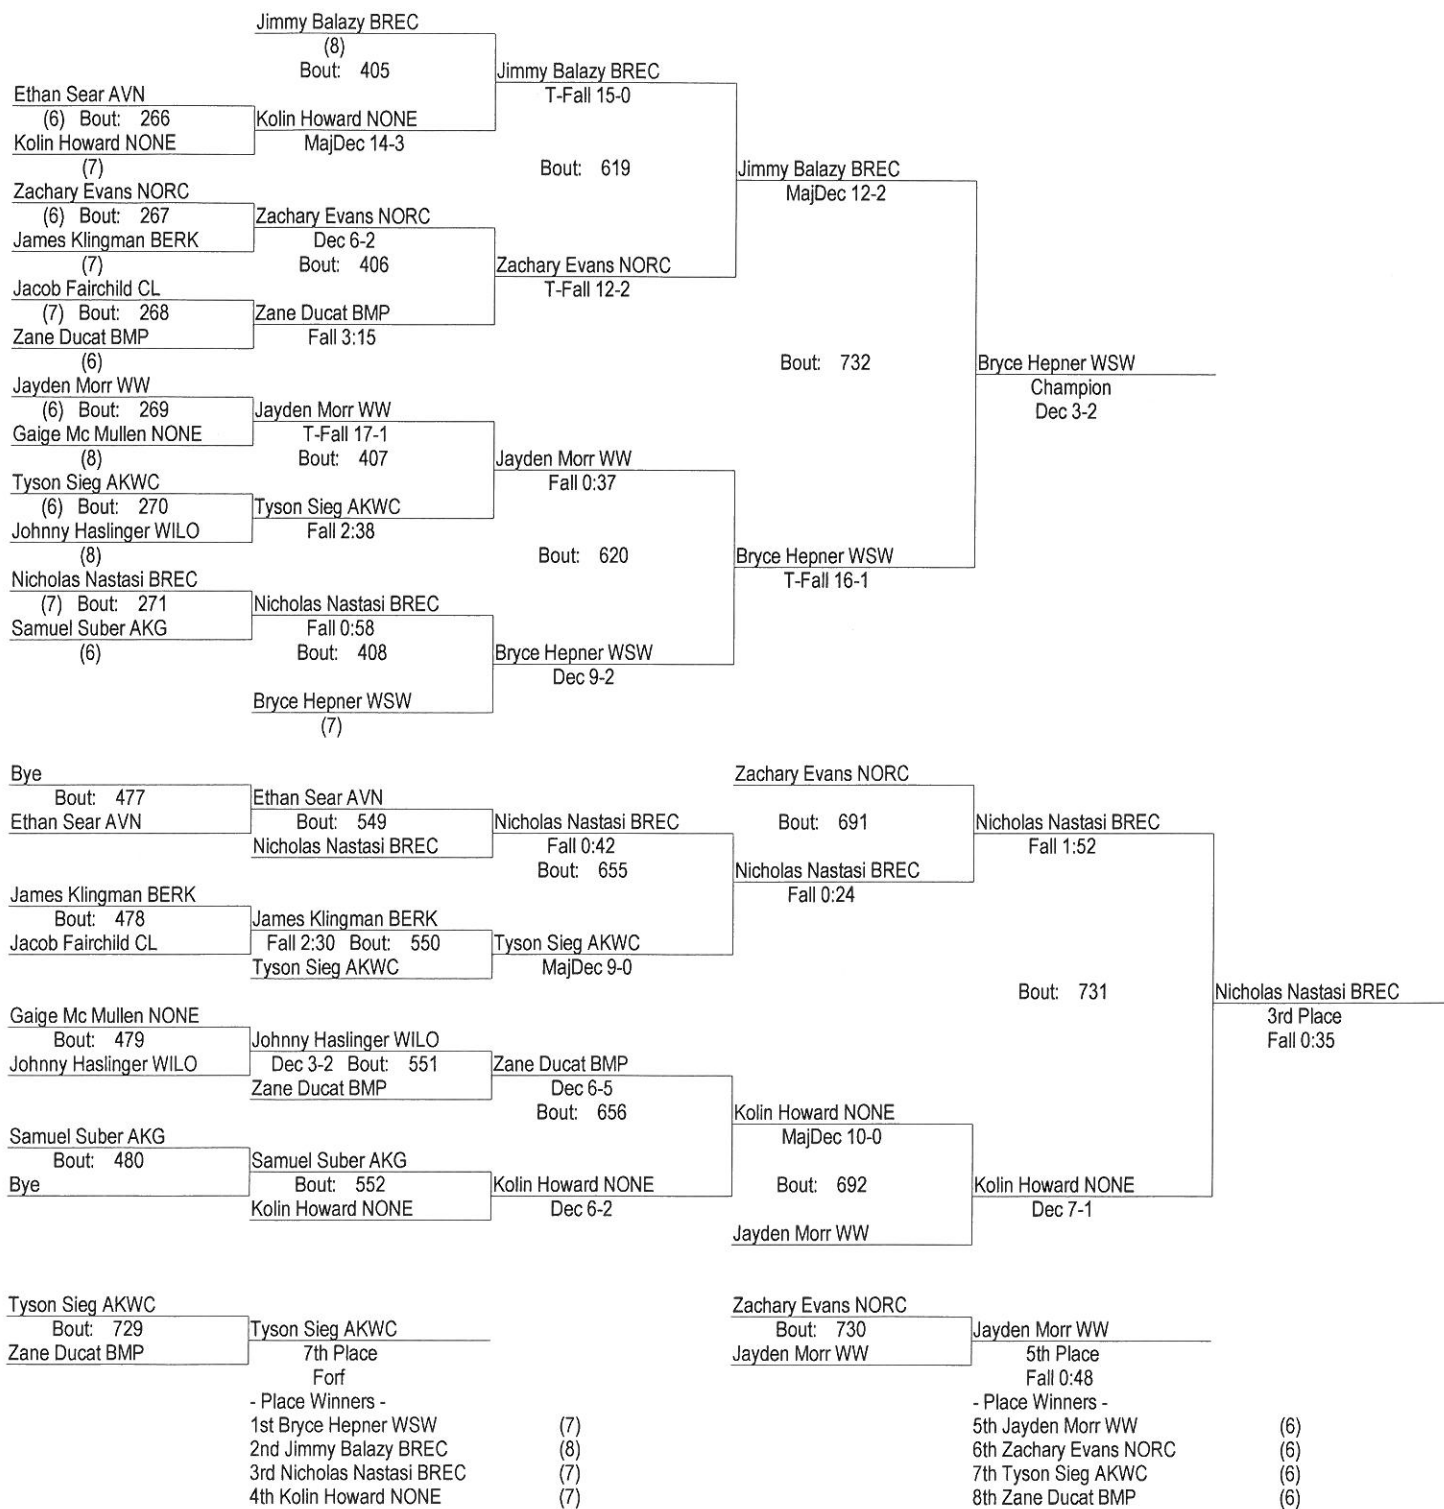 Jimmy Balazy BREC
(8)
Bout: 405
Jimmy Balazy BREC
T-Fall 15-0
Ethan Sear AVN
(6) Bout: 266
Kolin Howard NONE
Kolin Howard NONE
MajDec 14-3
(7)
Bout: 619
Jimmy Balazy BREC
MajDec 12-2
Zachary Evans NORC
(6) Bout: 267
Zachary Evans NORC
James Klingman BERK
Dec 6-2
(7)
Bout: 406
Zachary Evans NORC
T-Fall 12-2
Jacob Fairchild CL
(7) Bout: 268
Zane Ducat BMP
Zane Ducat BMP
Fall 3:15
(6)
Bout: 732
Bryce Hepner WSW
Champion
Dec 3-2
Jayden Morr WW
(6) Bout: 269
Jayden Morr WW
Gaige Mc Mullen NONE
T-Fall 17-1
(8)
Bout: 407
Jayden Morr WW
Fall 0:37
Tyson Sieg AKWC
(6) Bout: 270
Tyson Sieg AKWC
Johnny Haslinger WILO
Fall 2:38
(8)
Bout: 620
Bryce Hepner WSW
T-Fall 16-1
Nicholas Nastasi BREC
(7) Bout: 271
Nicholas Nastasi BREC
Samuel Suber AKG
Fall 0:58
(6)
Bout: 408
Bryce Hepner WSW
Dec 9-2
Bryce Hepner WSW
(7)
Bye
Zachary Evans NORC
Bout: 477
Ethan Sear AVN
Ethan Sear AVN
Bout: 549
Nicholas Nastasi BREC
Bout: 691
Nicholas Nastasi BREC
Nicholas Nastasi BREC
Fall 0:42
Fall 1:52
Bout: 655
Nicholas Nastasi BREC
Fall 0:24
James Klingman BERK
Bout: 478
James Klingman BERK
Jacob Fairchild CL
Fall 2:30 Bout: 550
Tyson Sieg AKWC
Tyson Sieg AKWC
MajDec 9-0
Bout: 731
Nicholas Nastasi BREC
3rd Place
Fall 0:35
Gaige Mc Mullen NONE
Bout: 479
Johnny Haslinger WILO
Johnny Haslinger WILO
Dec 3-2 Bout: 551
Zane Ducat BMP
Zane Ducat BMP
Dec 6-5
Bout: 656
Kolin Howard NONE
MajDec 10-0
Samuel Suber AKG
Bout: 480
Samuel Suber AKG
Bye
Bout: 552
Kolin Howard NONE
Bout: 692
Kolin Howard NONE
Kolin Howard NONE
Dec 6-2
Dec 7-1
Jayden Morr WW
Tyson Sieg AKWC
Bout: 729
Tyson Sieg AKWC
Zane Ducat BMP
7th Place
Forf
Zachary Evans NORC
Bout: 730
Jayden Morr WW
Jayden Morr WW
5th Place
Fall 0:48
- Place Winners -
1st Bryce Hepner WSW (7)
2nd Jimmy Balazy BREC (8)
3rd Nicholas Nastasi BREC (7)
4th Kolin Howard NONE (7)
- Place Winners -
5th Jayden Morr WW (6)
6th Zachary Evans NORC (6)
7th Tyson Sieg AKWC (6)
8th Zane Ducat BMP (6)